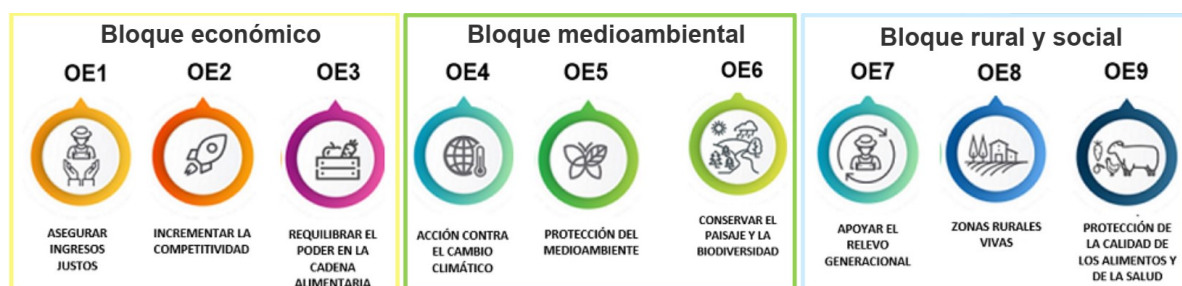 Bloque económico
OE1
OE2
OE3
ASEGURAR
INGRESOS
JUSTOS
INCREMENTAR LA
COMPETITIVIDAD
REQUILIBRAR EL
PODER EN LA
CADENA
ALIMENTARIA
Bloque medioambiental
OE4
OE5
OE6
ACCIÓN CONTRA
EL CAMBIO
CLIMÁTICO
PROTECCIÓN DEL
MEDIOAMBIENTE
CONSERVAR EL
PAISAJE Y LA
BIODIVERSIDAD
Bloque rural y social
OE7
OE8
OE9
APOYAR EL
RELEVO
GENERACIONAL
ZONAS RURALES
VIVAS
PROTECCIÓN DE
LA CALIDAD DE
LOS ALIMENTOS Y
DE LA SALUD